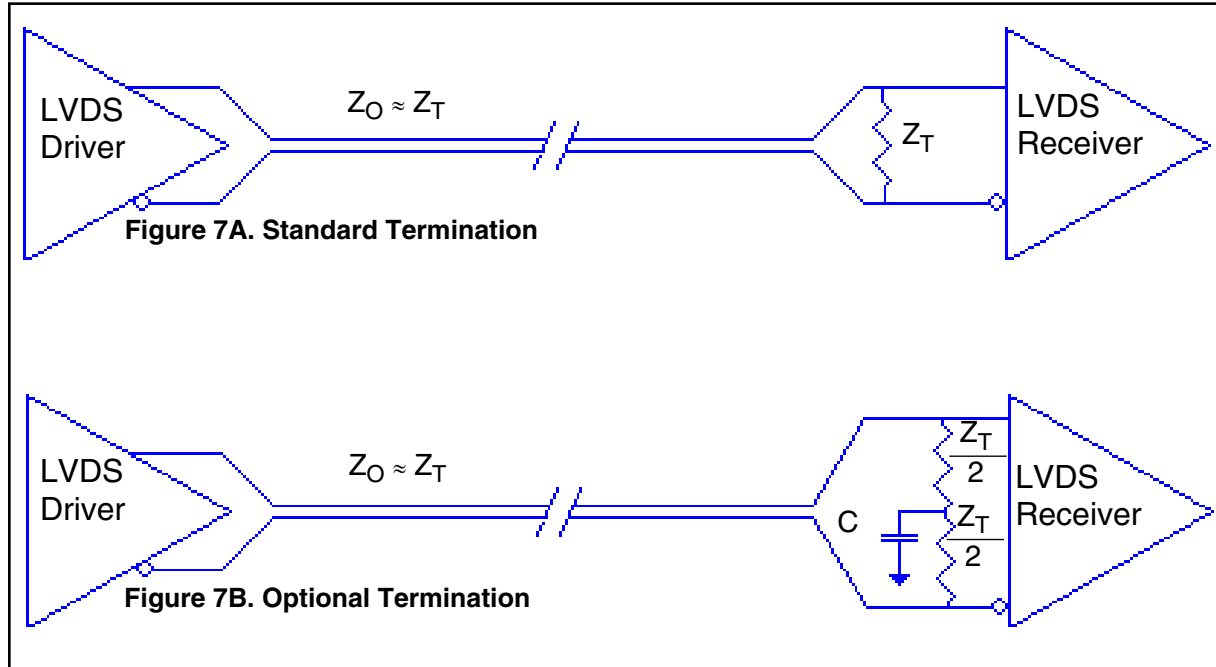 LVDS
Driver
Z_O ≈ Z_T
Z_T
LVDS
Receiver
Figure 7A. Standard Termination
LVDS
Driver
Z_O ≈ Z_T
C
Z_T
2
Z_T
2
LVDS
Receiver
Figure 7B. Optional Termination